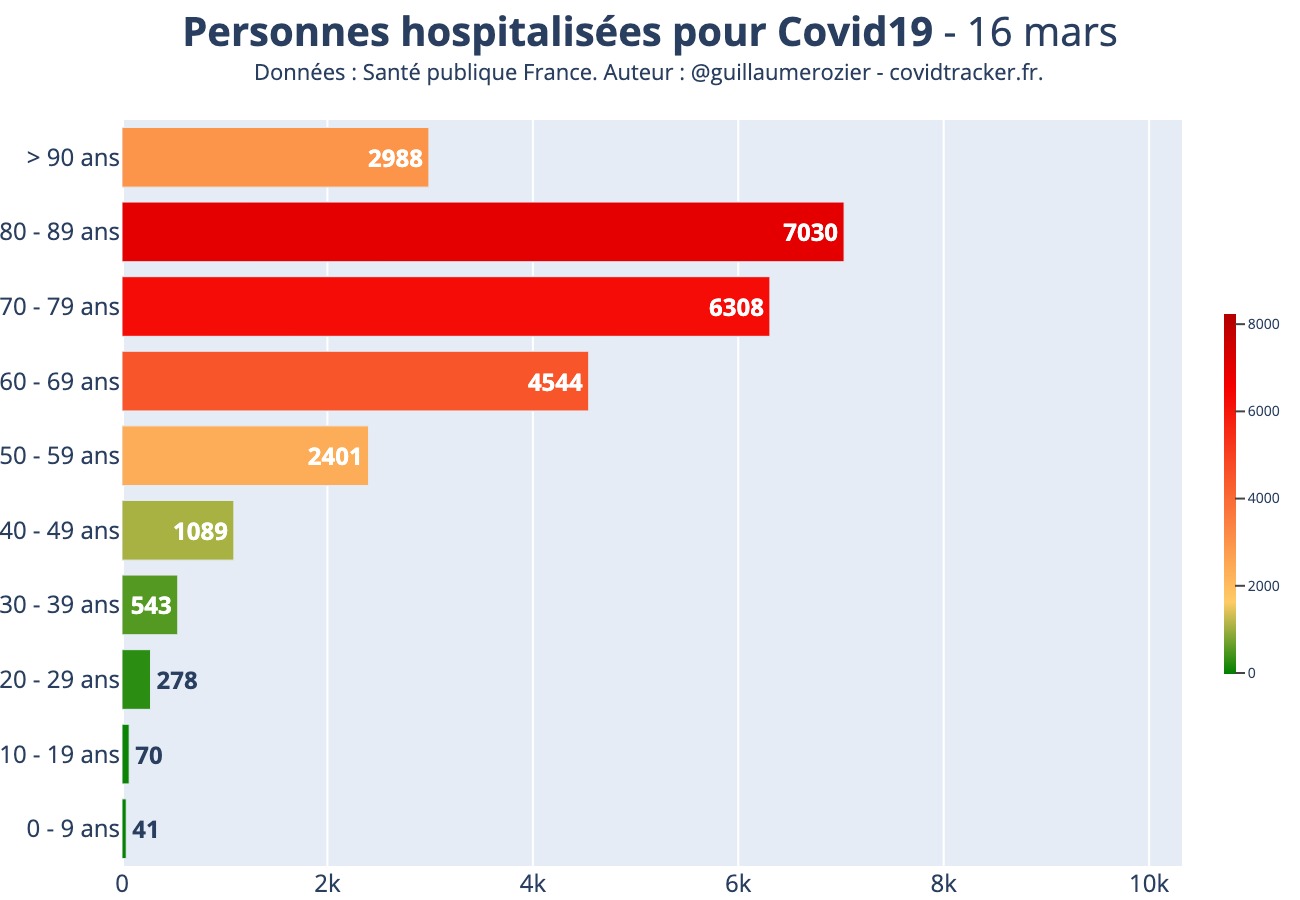 Personnes hospitalisées pour Covid19 - 16 mars
Données : Santé publique France. Auteur : @guillaumerozier - covidtracker.fr.
> 90 ans 2988
80 - 89 ans 7030
70 - 79 ans 6308
60 - 69 ans 4544
50 - 59 ans 2401
40 - 49 ans 1089
30 - 39 ans 543
20 - 29 ans 278
10 - 19 ans 70
0 - 9 ans 41
0 2k 4k 6k 8k 10k
8000
6000
4000
2000
0